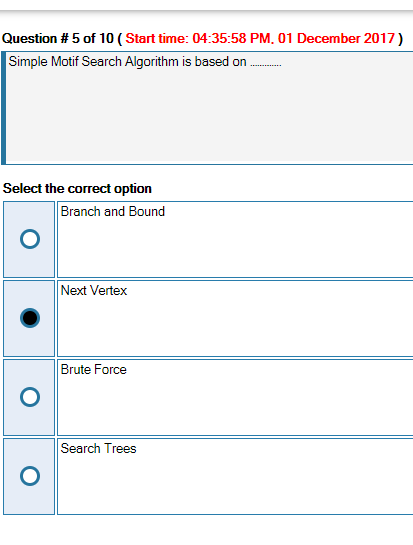 Question # 5 of 10 ( Start time: 04:35:58 PM, 01 December 2017 )
Simple Motif Search Algorithm is based on ............
Select the correct option
Branch and Bound
Next Vertex
Brute Force
Search Trees